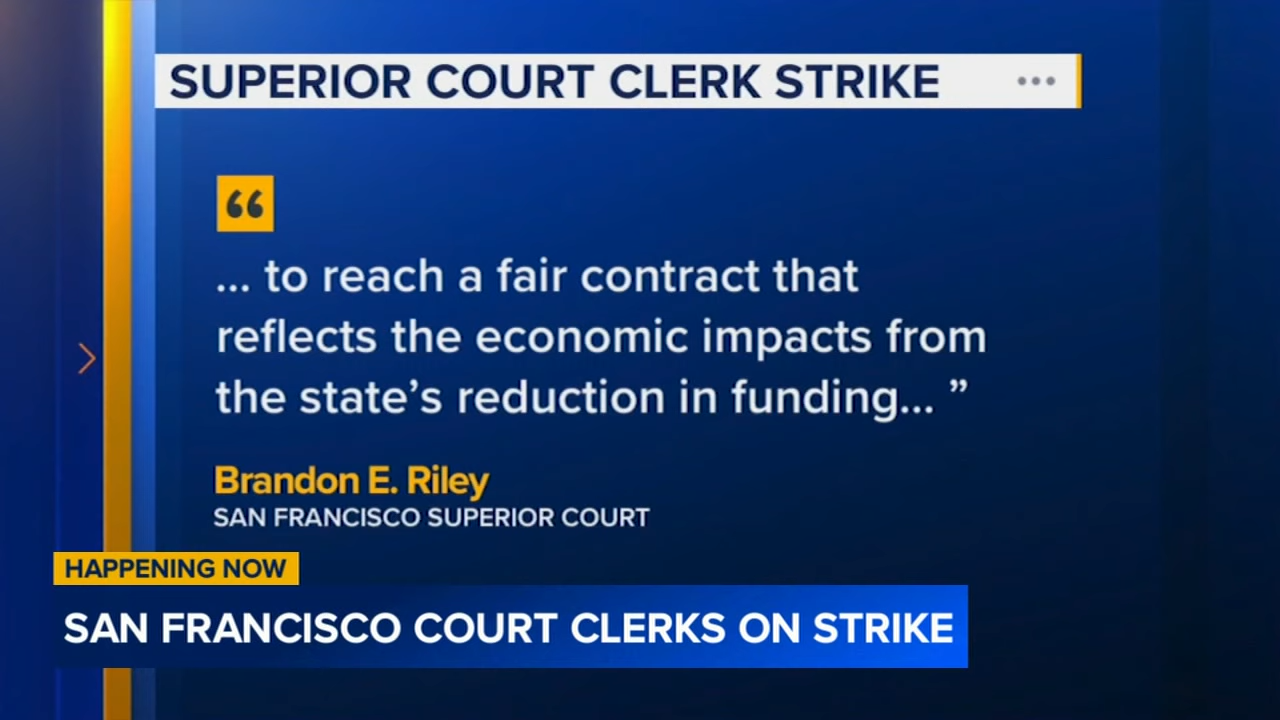 SUPERIOR COURT CLERK STRIKE
“
... to reach a fair contract that
reflects the economic impacts from
the state’s reduction in funding... ”
Brandon E. Riley
SAN FRANCISCO SUPERIOR COURT
HAPPENING NOW
SAN FRANCISCO COURT CLERKS ON STRIKE